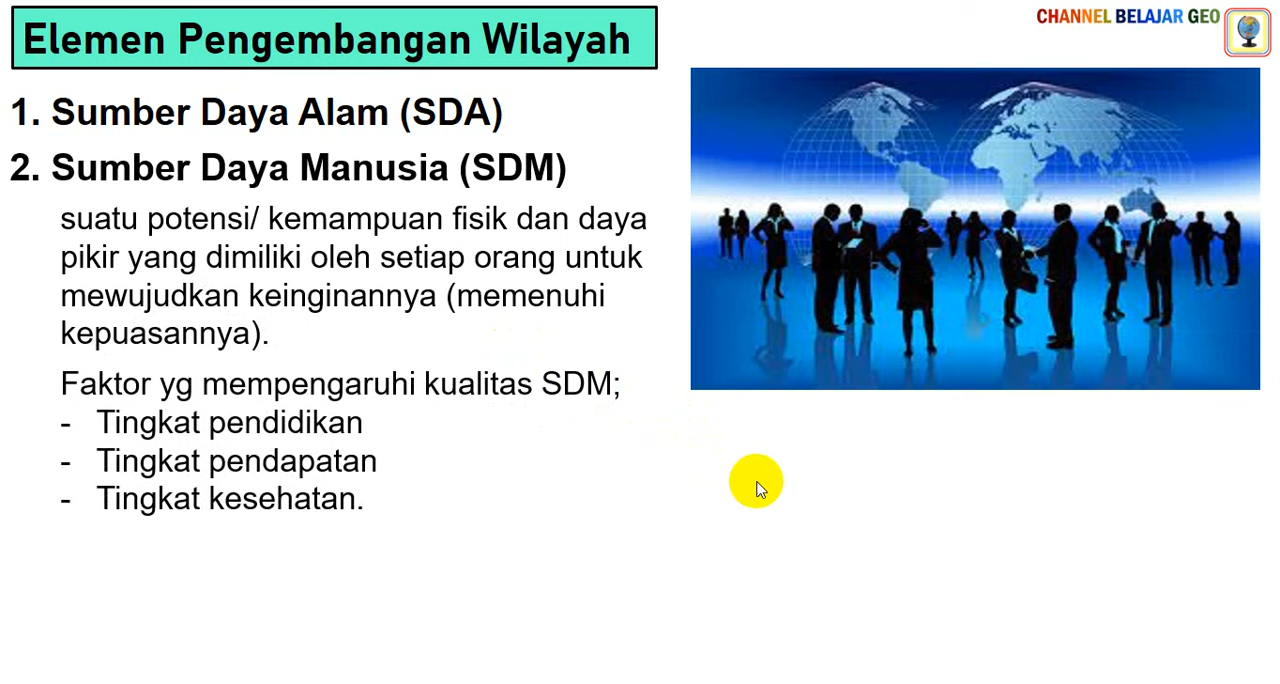 Elemen Pengembangan Wilayah
CHANNEL BELAJAR GEO
1. Sumber Daya Alam (SDA)
2. Sumber Daya Manusia (SDM)
suatu potensi/ kemampuan fisik dan daya
pikir yang dimiliki oleh setiap orang untuk
mewujudkan keinginannya (memenuhi
kepuasannya).
Faktor yg mempengaruhi kualitas SDM;
- Tingkat pendidikan
- Tingkat pendapatan
- Tingkat kesehatan.